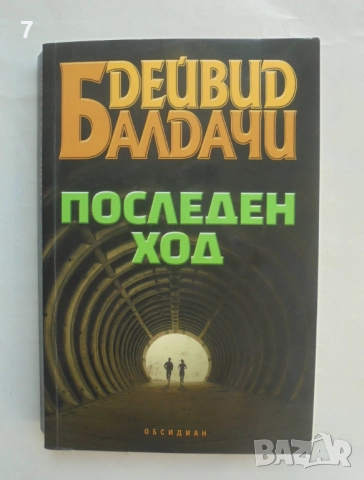 7
ДЕЙВИД
БАЛДАЧИ
ПОСЛЕДЕН
ХОД
ОБСИДИАН
BAZAR